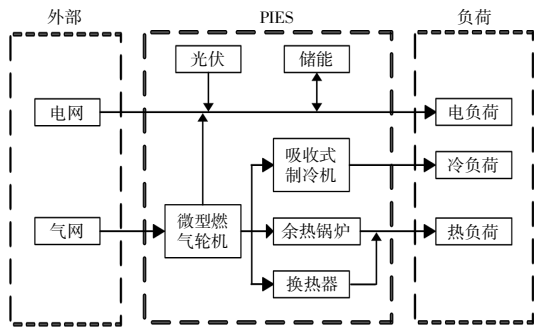 外部
PIES
负荷
光伏
储能
电网
电负荷
吸收式
制冷机
冷负荷
微型燃
气轮机
气网
余热锅炉
热负荷
换热器